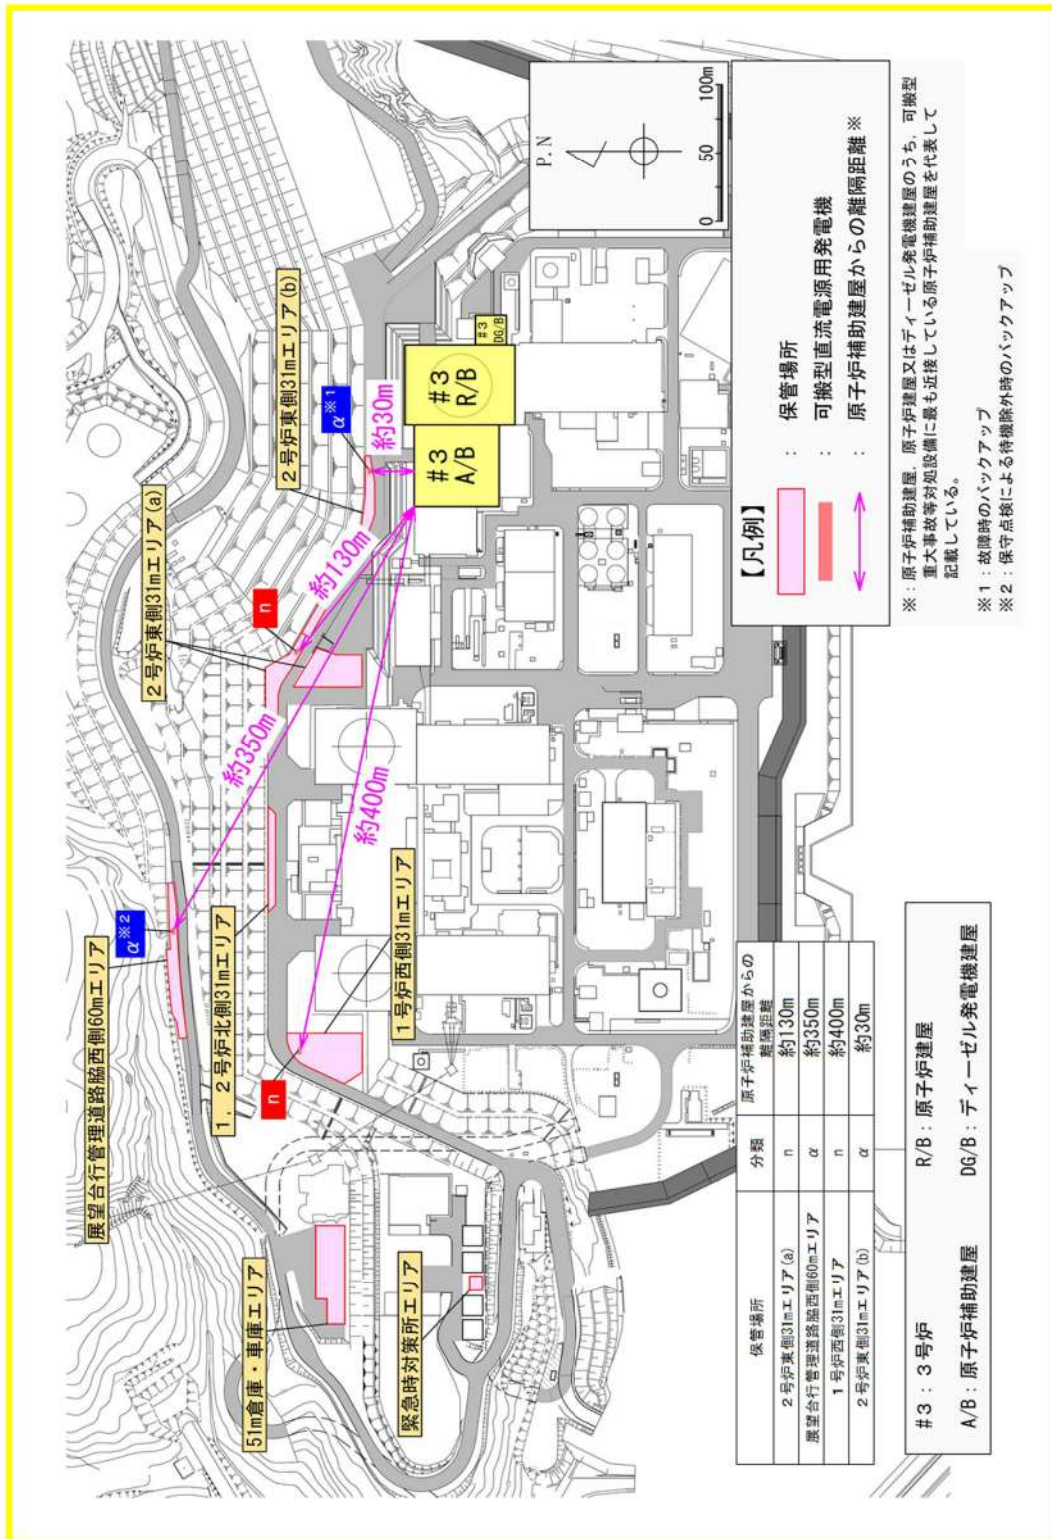 展望台行管理道路脇西側60mエリア
α※2
2号炉東側31mエリア(a)
2号炉東側31mエリア(b)
α※1
n
約30m
約130m
約350m
約400m
#3
A/B
#3
R/B
#3
DG/B
1，2号炉北側31mエリア
n
1号炉西側31mエリア
51m倉庫・車庫エリア
緊急時対策所エリア
P.N
0 50 100m
【凡例】
： 保管場所
： 可搬型直流電源用発電機
： 原子炉補助建屋からの離隔距離※
※：原子炉補助建屋，原子炉建屋又はディーゼル発電機建屋のうち，可搬型
重大事故等対処設備に最も近接している原子炉補助建屋を代表して
記載している。
※1：故障時のバックアップ
※2：保守点検による待機除外時のバックアップ
保管場所 分類 原子炉補助建屋からの
離隔距離
2号炉東側31mエリア(a) n 約130m
展望台行管理道路脇西側60mエリア α 約350m
1号炉西側31mエリア n 約400m
2号炉東側31mエリア(b) α 約30m
#3：3号炉 R/B：原子炉建屋
A/B：原子炉補助建屋 DG/B：ディーゼル発電機建屋